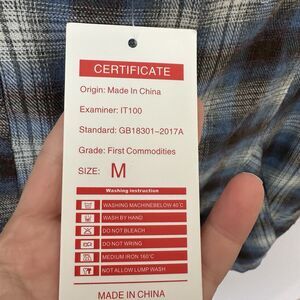 CERTIFICATE
Origin: Made In China
Examiner: IT100
Standard: GB18301-2017A
Grade: First Commodities
SIZE: M
Washing instruction
WASHING MACHINEBELOW 40℃
WASH BY HAND
DO NOT BLEACH
DO NOT WRING
MEDIUM IRON 160℃
NOT ALLOW LUMP WASH
MADE IN CHINA